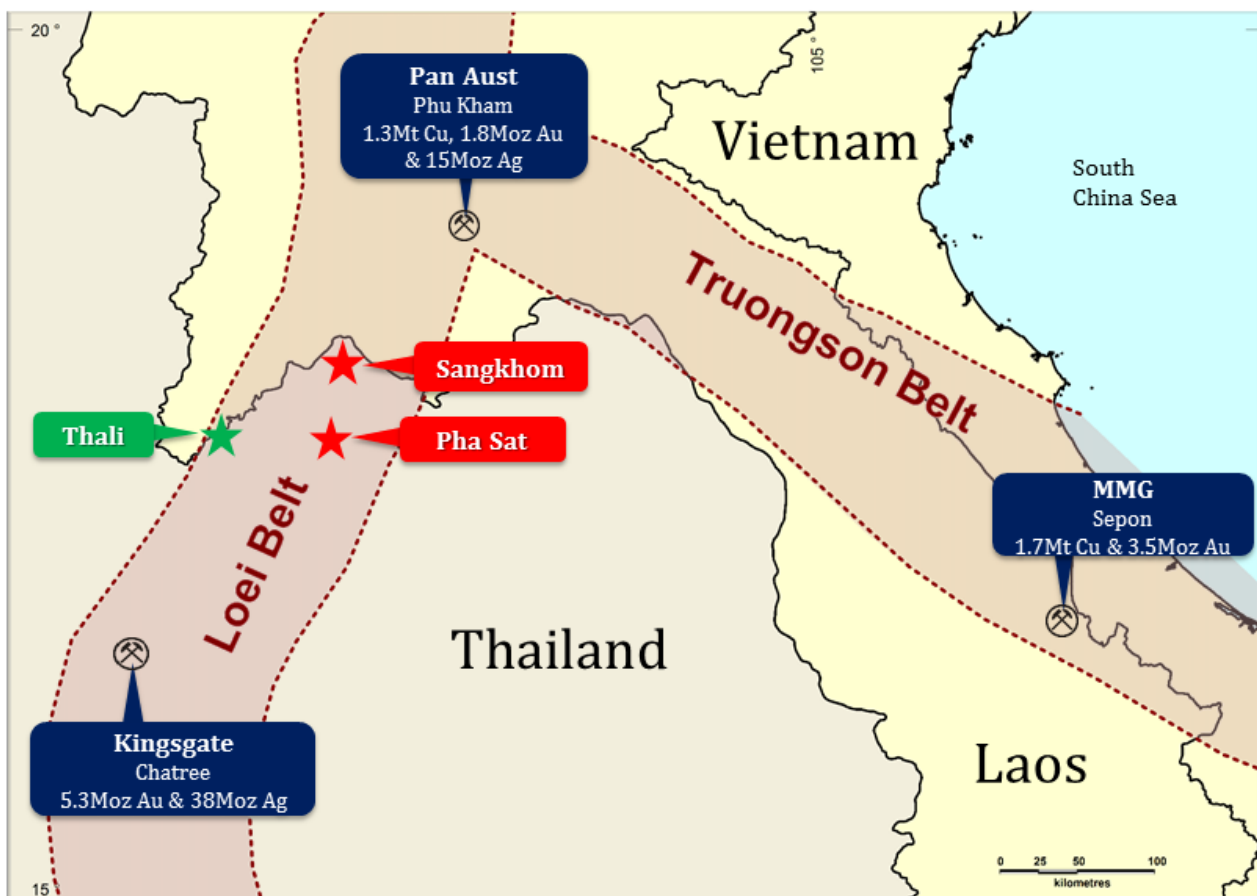 20 °
105
Pan Aust
Phu Kham
1.3Mt Cu, 1.8Moz Au
& 15Moz Ag
Vietnam
South
China Sea
Truongson Belt
Sangkhom
Thali
Pha Sat
Loei Belt
MMG
Sepon
1.7Mt Cu & 3.5Moz Au
Thailand
Kingsgate
Chatree
5.3Moz Au & 38Moz Ag
Laos
0 25 50 100
kilometres
15 °